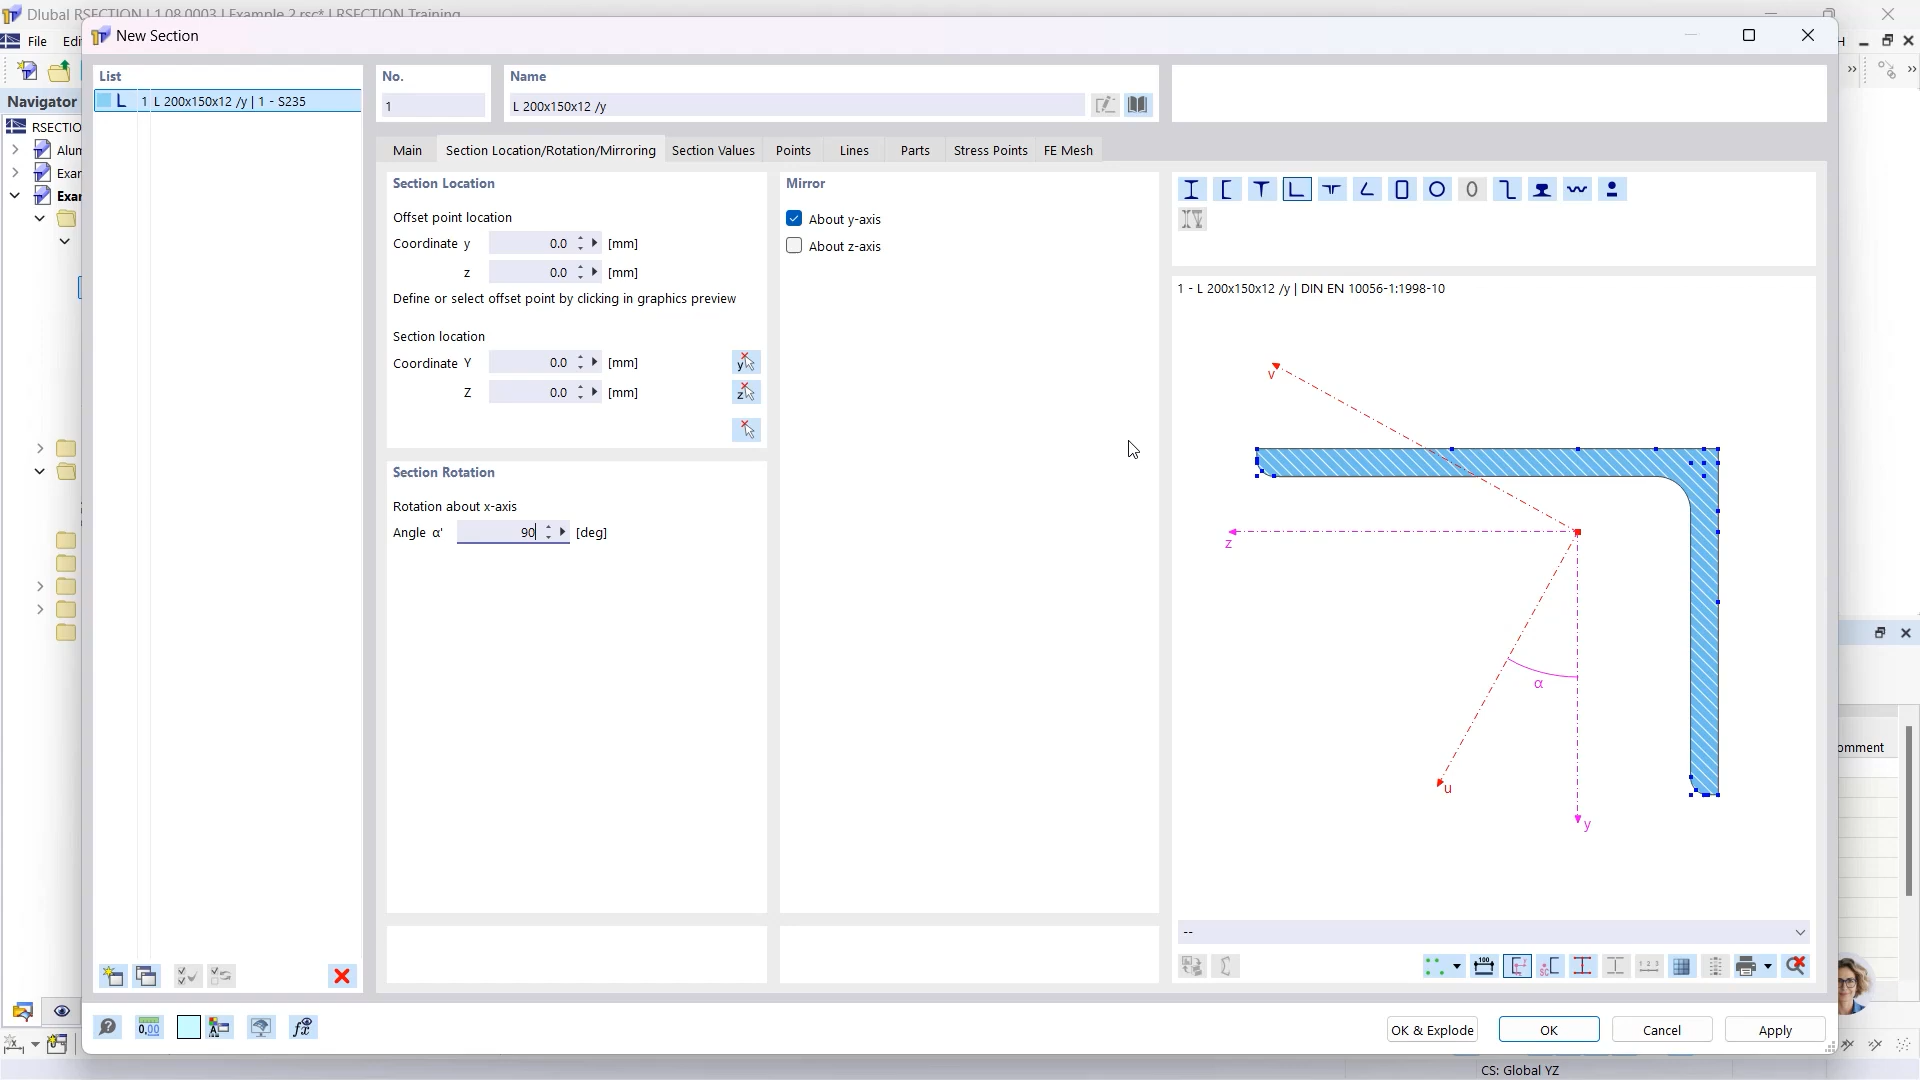 Dlubal RSECTION | 1.08.0003 | Example 2.rsc* | RSECTION Training
File
New Section
Navigator
RSECTIO
Alum
Exar
Exar
List
1 L 200x150x12 /y | 1 - S235
No.
1
Name
L 200x150x12 /y
Main
Section Location/Rotation/Mirroring
Section Values
Points
Lines
Parts
Stress Points
FE Mesh
Section Location
Offset point location
Coordinate y 0.0 [mm]
z 0.0 [mm]
Define or select offset point by clicking in graphics preview
Section location
Coordinate Y 0.0 [mm]
Z 0.0 [mm]
y
z
Section Rotation
Rotation about x-axis
Angle α' 90 [deg]
Mirror
About y-axis
About z-axis
1 - L 200x150x12 /y | DIN EN 10056-1:1998-10
v
z
α
u
y
--
omment
OK & Explode
OK
Cancel
Apply
CS: Global YZ